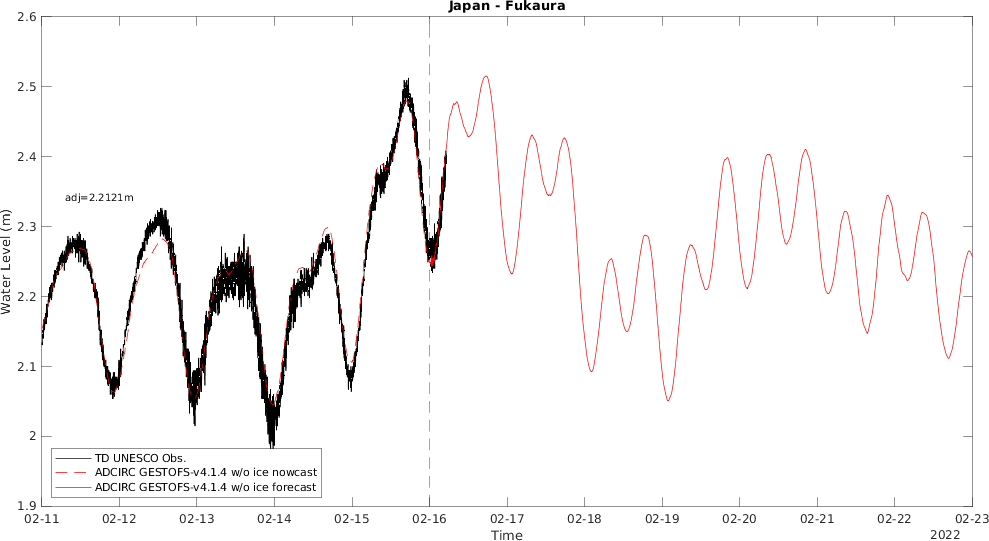 Japan - Fukaura
2.6
2.5
2.4
2.3
2.2
2.1
2
1.9
Water Level (m)
adj=2.2121m
TD UNESCO Obs.
ADCIRC GESTOFS-v4.1.4 w/o ice nowcast
ADCIRC GESTOFS-v4.1.4 w/o ice forecast
02-11 02-12 02-13 02-14 02-15 02-16 02-17 02-18 02-19 02-20 02-21 02-22 02-23
Time
2022